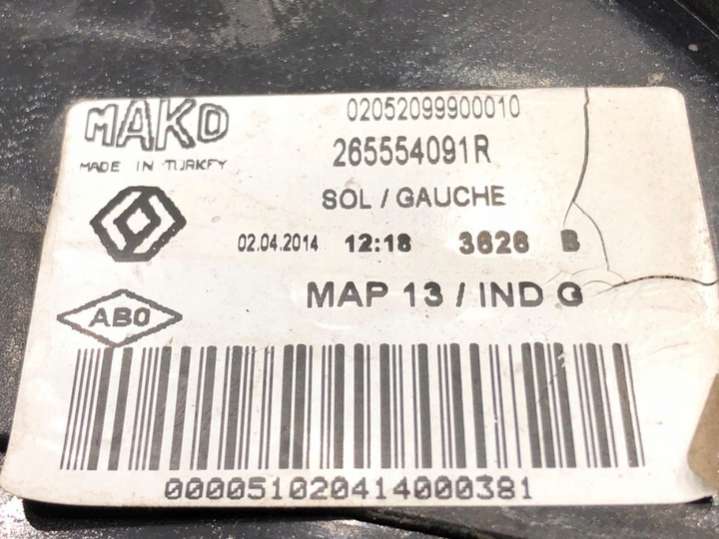 MAKO
MADE IN TURKEY
02052099900010
265554091R
SOL / GAUCHE
02.04.2014 12:18 3626 B
MAP 13 / IND G
ABO
000051020414000381